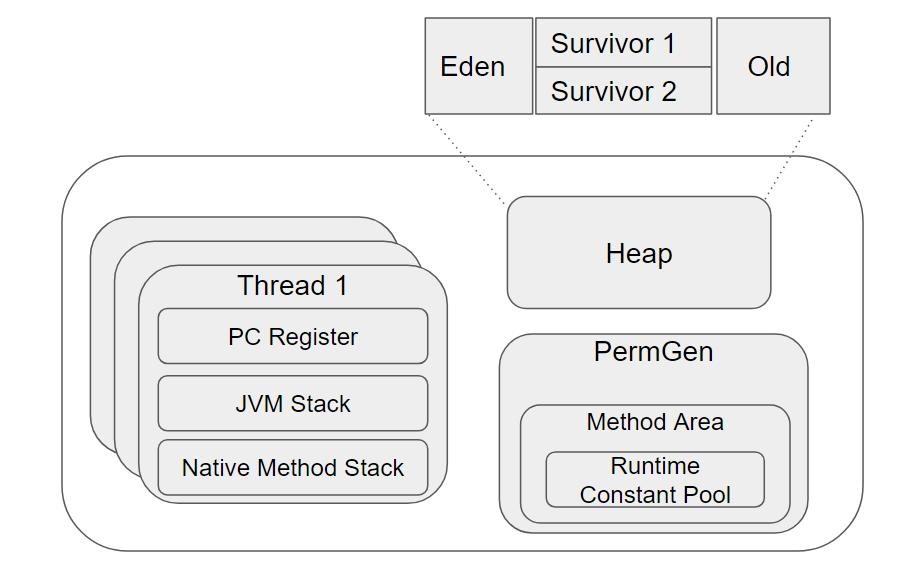 Eden
Survivor 1
Survivor 2
Old
Heap
Thread 1
PC Register
JVM Stack
Native Method Stack
PermGen
Method Area
Runtime
Constant Pool